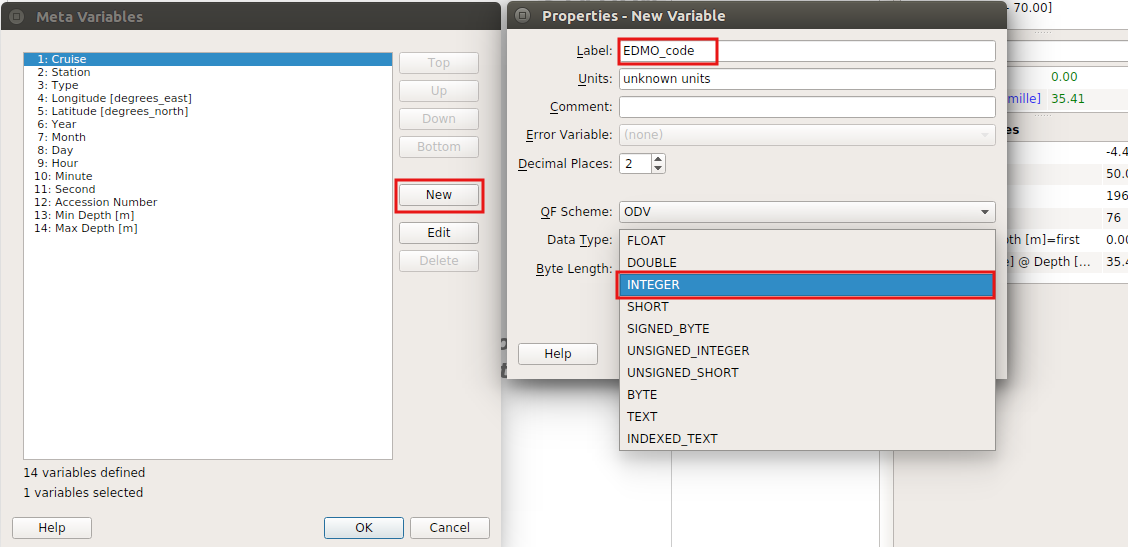 Meta Variables
1: Cruise
2: Station
3: Type
4: Longitude [degrees_east]
5: Latitude [degrees_north]
6: Year
7: Month
8: Day
9: Hour
10: Minute
11: Second
12: Accession Number
13: Min Depth [m]
14: Max Depth [m]
Top
Up
Down
Bottom
New
Edit
Delete
14 variables defined
1 variables selected
Help
OK
Cancel
Properties - New Variable
Label: EDMO_code
Units: unknown units
Comment:
Error Variable: (none)
Decimal Places: 2
QF Scheme: ODV
Data Type:
Byte Length:
FLOAT
DOUBLE
INTEGER
SHORT
SIGNED_BYTE
UNSIGNED_INTEGER
UNSIGNED_SHORT
BYTE
TEXT
INDEXED_TEXT
Help
- 70.00]
0.00
mille] 35.41
es
-4.4
50.0
196
76
oth [m]=first 0.00
e] @ Depth [... 35.4